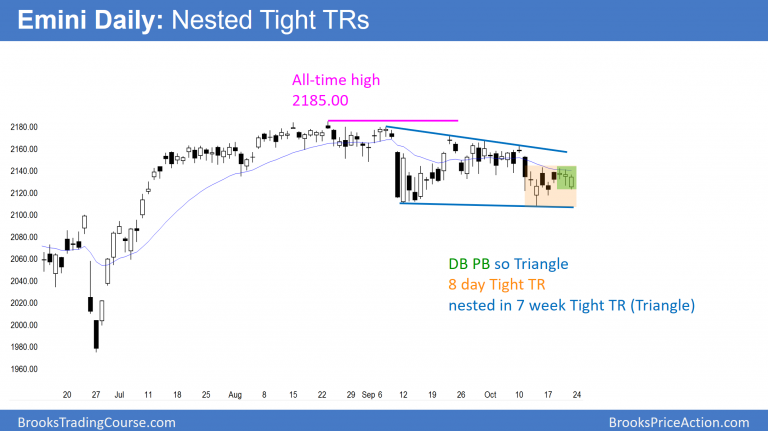 Emini Daily: Nested Tight TRs
All-time high
2185.00
2180.00
2160.00
2140.00
2120.00
2100.00
2080.00
2060.00
2040.00
2020.00
2000.00
1980.00
1960.00
DB PB so Triangle
8 day Tight TR
nested in 7 week Tight TR (Triangle)
20 27 Jul 11 18 25 Aug 8 15 22 29 Sep 6 12 19 26 Oct 10 17 24
BrooksTradingCourse.com BrooksPriceAction.com